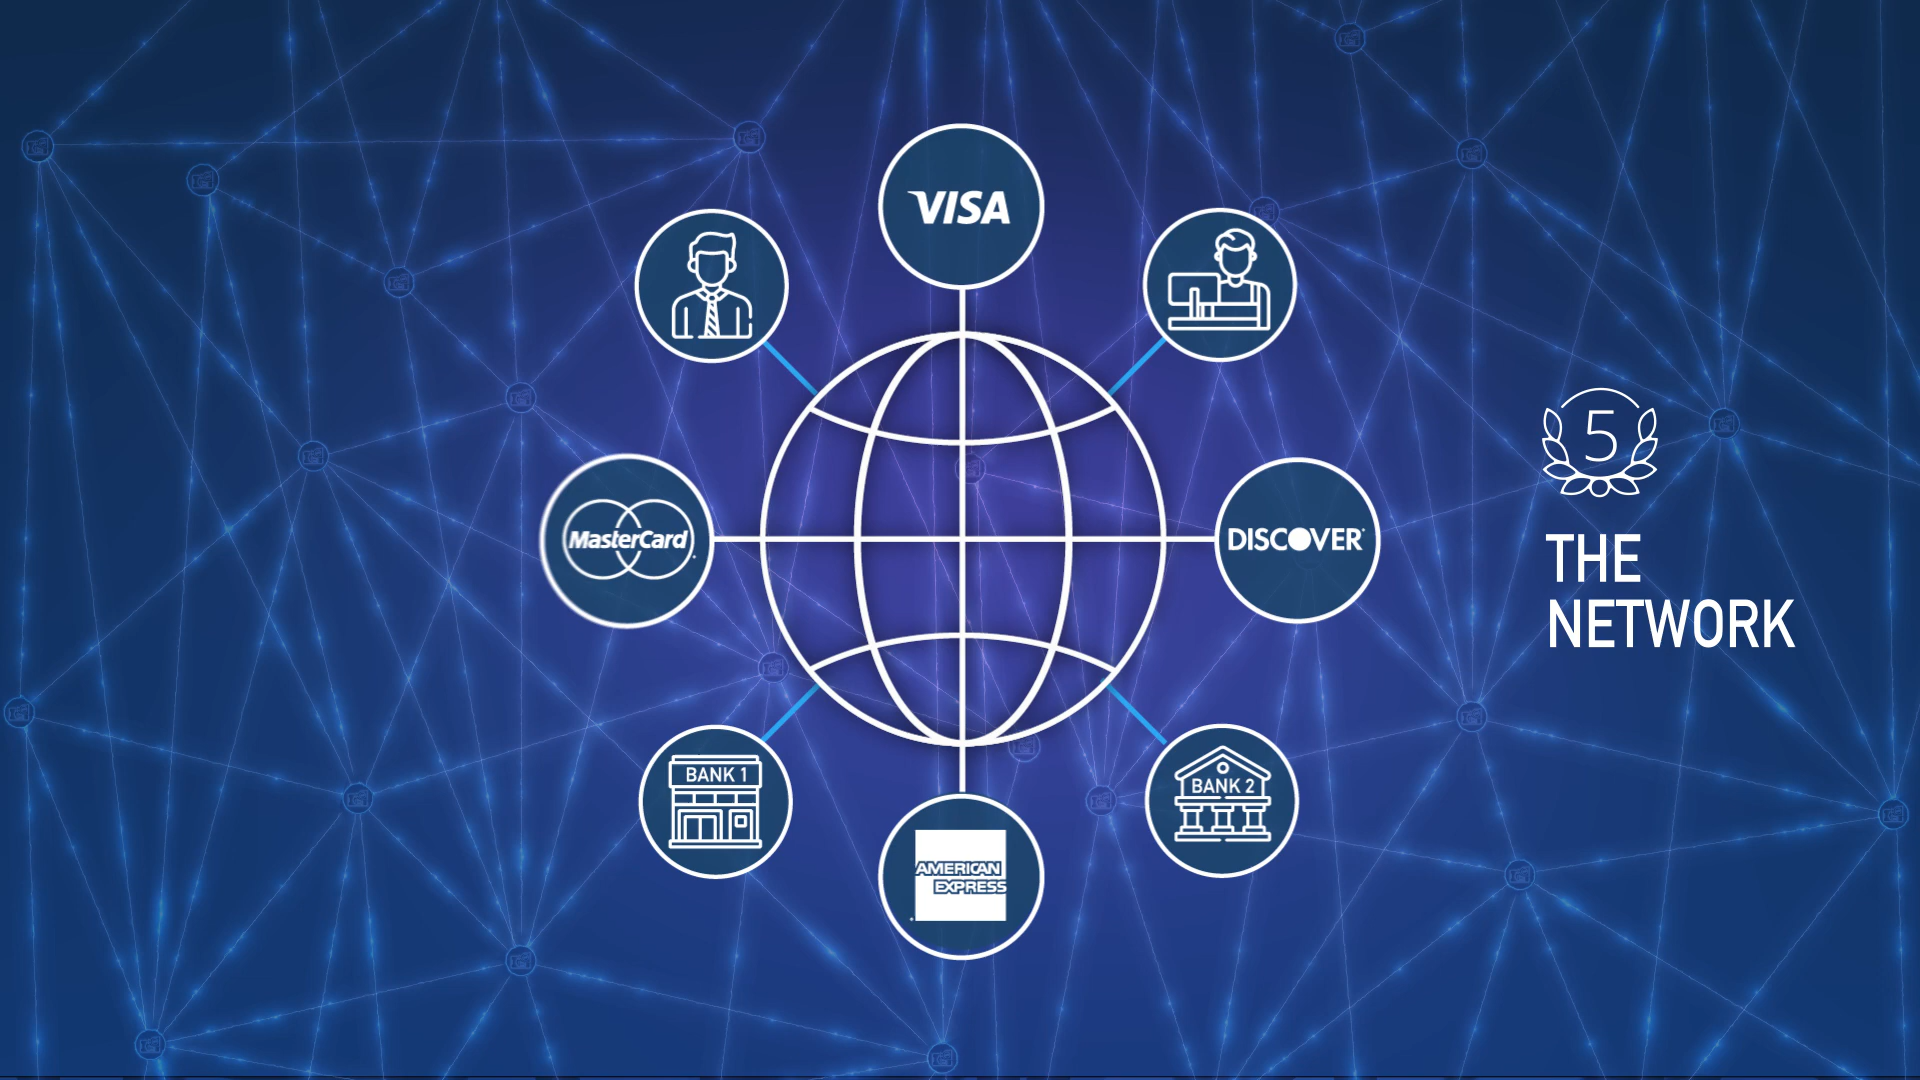 VISA
MasterCard
DISCOVER
5
THE
NETWORK
BANK 1
BANK 2
AMERICAN
EXPRESS